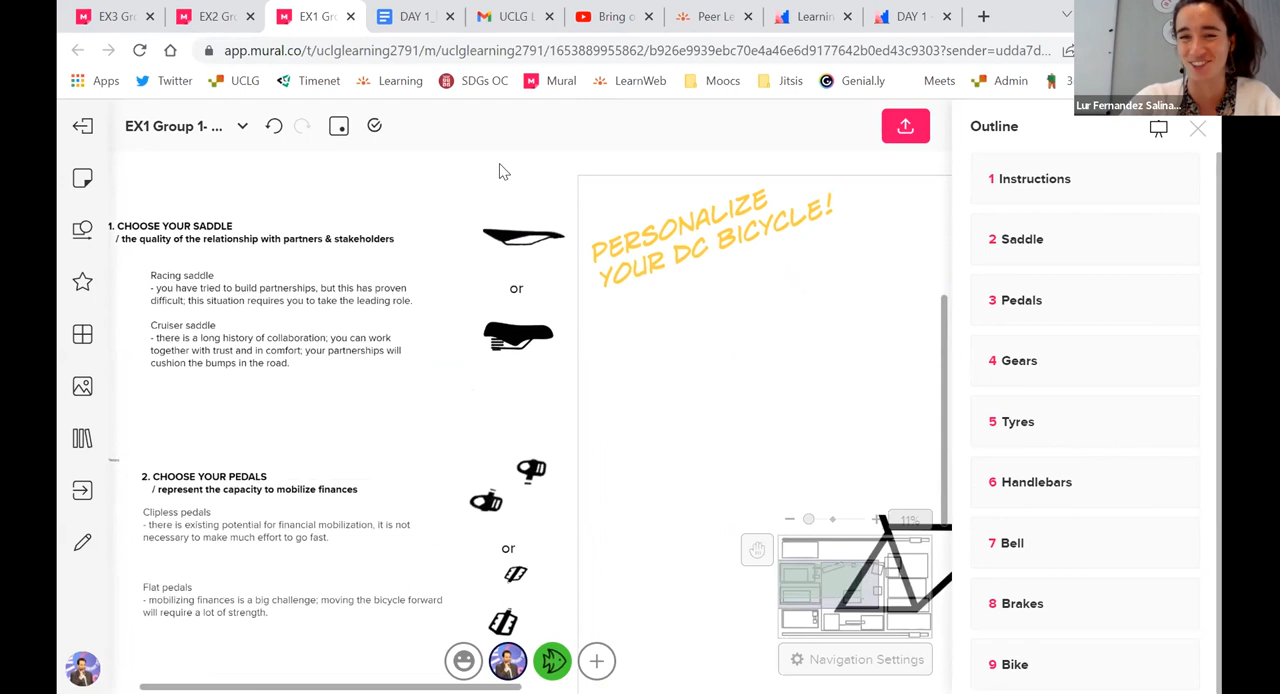 EX3 Gro
EX2 Gro
EX1 Gr
DAY 1_
UCLG L
Bring o
Peer Le
Learnin
DAY 1 -
app.mural.co/t/uclglearning2791/m/uclglearning2791/1653889955862/b926e9939ebc70e4a46e6d9177642b0ed43c9303?sender=udda7d...
Apps
Twitter
UCLG
Timenet
Learning
SDGs OC
Mural
LearnWeb
Moocs
Jitsis
Genial.ly
Meets
Admin
Lur Fernandez Salina...
EX1 Group 1- ...
Outline
1 Instructions
2 Saddle
3 Pedals
4 Gears
5 Tyres
6 Handlebars
7 Bell
8 Brakes
9 Bike
1. CHOOSE YOUR SADDLE
/ the quality of the relationship with partners & stakeholders
Racing saddle
- you have tried to build partnerships, but this has proven
difficult; this situation requires you to take the leading role.
or
Cruiser saddle
- there is a long history of collaboration; you can work
together with trust and in comfort; your partnerships will
cushion the bumps in the road.
PERSONALIZE
YOUR DC BICYCLE!
2. CHOOSE YOUR PEDALS
/ represent the capacity to mobilize finances
Clipless pedals
- there is existing potential for financial mobilization, it is not
necessary to make much effort to go fast.
or
Flat pedals
- mobilizing finances is a big challenge; moving the bicycle forward
will require a lot of strength.
11%
Navigation Settings